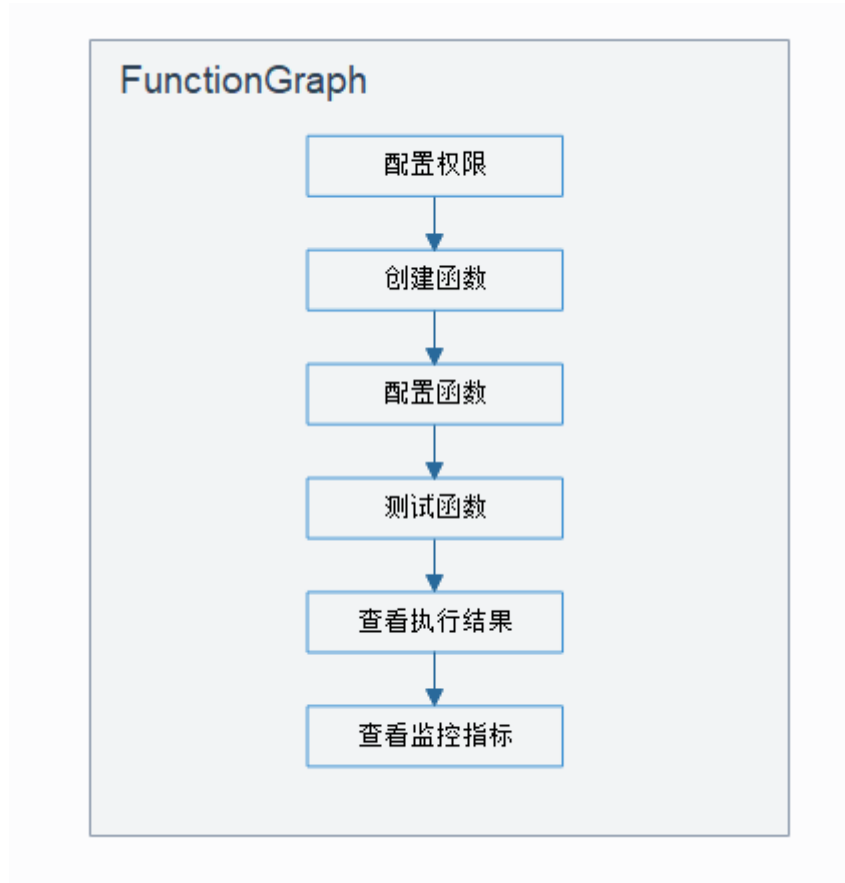 FunctionGraph
配置权限
创建函数
配置函数
测试函数
查看执行结果
查看监控指标